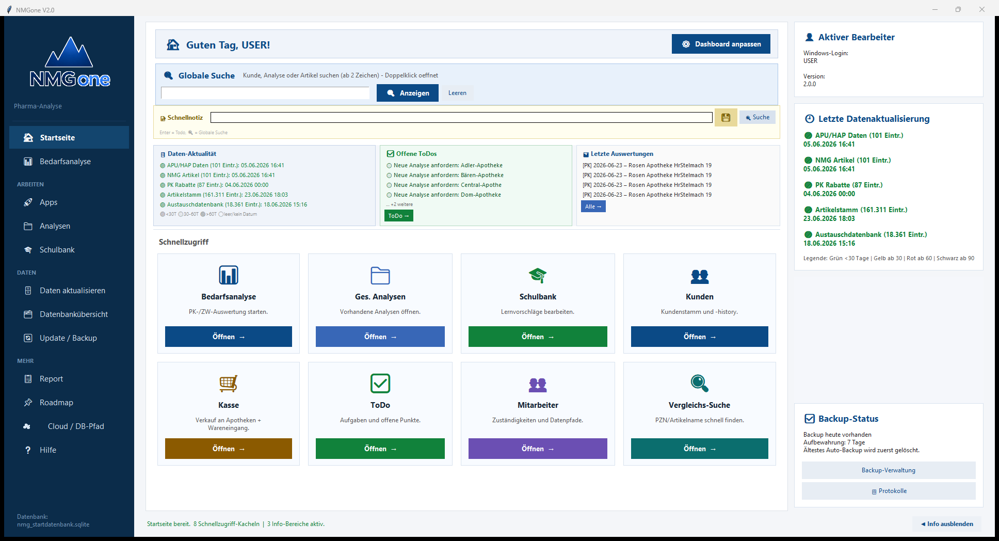 NMGone V2.0
NMGone
Pharma-Analyse
Startseite
Bedarfsanalyse
ARBEITEN
Apps
Analysen
Schulbank
DATEN
Daten aktualisieren
Datenbankübersicht
Update / Backup
MEHR
Report
Roadmap
Cloud / DB-Pfad
? Hilfe
Datenbank:
nmg_startdatenbank.sqlite
Guten Tag, USER!
Dashboard anpassen
Globale Suche Kunde, Analyse oder Artikel suchen (ab 2 Zeichen) - Doppelklick oeffnet
Anzeigen Leeren
Schnellnotiz Suche
Enter = Todo, = Globale Suche
Daten-Aktualität
APU/HAP Daten (101 Eintr.): 05.06.2026 16:41
NMG Artikel (101 Eintr.): 05.06.2026 16:41
PK Rabatte (87 Eintr.): 04.06.2026 00:00
Artikelstamm (161.311 Eintr.): 23.06.2026 18:03
Austauschdatenbank (18.361 Eintr.): 18.06.2026 15:16
<30T 30-60T >60T leer/kein Datum
Offene ToDos
Neue Analyse anfordern: Adler-Apotheke
Neue Analyse anfordern: Bären-Apotheke
Neue Analyse anfordern: Central-Apothe
Neue Analyse anfordern: Dom-Apotheke
... +2 weitere
ToDo →
Letzte Auswertungen
[PK] 2026-06-23 – Rosen Apotheke HrStelmach 19
[PK] 2026-06-23 – Rosen Apotheke HrStelmach 19
[PK] 2026-06-23 – Rosen Apotheke HrStelmach 19
[PK] 2026-06-23 – Rosen Apotheke HrStelmach 19
Alle →
Schnellzugriff
Bedarfsanalyse
PK-/ZW-Auswertung starten.
Öffnen →
Ges. Analysen
Vorhandene Analysen öffnen.
Öffnen →
Schulbank
Lernvorschläge bearbeiten.
Öffnen →
Kunden
Kundenstamm und -history.
Öffnen →
Kasse
Verkauf an Apotheken +
Wareneingang.
Öffnen →
ToDo
Aufgaben und offene Punkte.
Öffnen →
Mitarbeiter
Zuständigkeiten und Datenpfade.
Öffnen →
Vergleichs-Suche
PZN/Artikelname schnell finden.
Öffnen →
Startseite bereit. 8 Schnellzugriff-Kacheln | 3 Info-Bereiche aktiv.
Aktiver Bearbeiter
Windows-Login:
USER
Version:
2.0.0
Letzte Datenaktualisierung
APU/HAP Daten (101 Eintr.)
05.06.2026 16:41
NMG Artikel (101 Eintr.)
05.06.2026 16:41
PK Rabatte (87 Eintr.)
04.06.2026 00:00
Artikelstamm (161.311 Eintr.)
23.06.2026 18:03
Austauschdatenbank (18.361 Eintr.)
18.06.2026 15:16
Legende: Grün <30 Tage | Gelb ab 30 | Rot ab 60 | Schwarz ab 90
Backup-Status
Backup heute vorhanden
Aufbewahrung: 7 Tage
Ältestes Auto-Backup wird zuerst gelöscht.
Backup-Verwaltung
Protokolle
◄ Info ausblenden